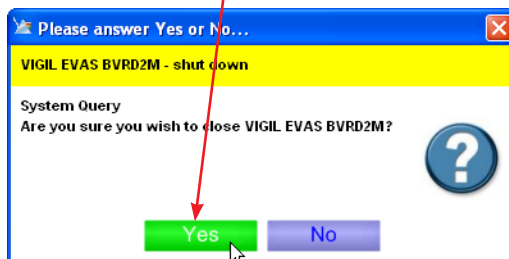 Please answer Yes or No...
VIGIL EVAS BVRD2M - shut down
System Query
Are you sure you wish to close VIGIL EVAS BVRD2M?
Yes No